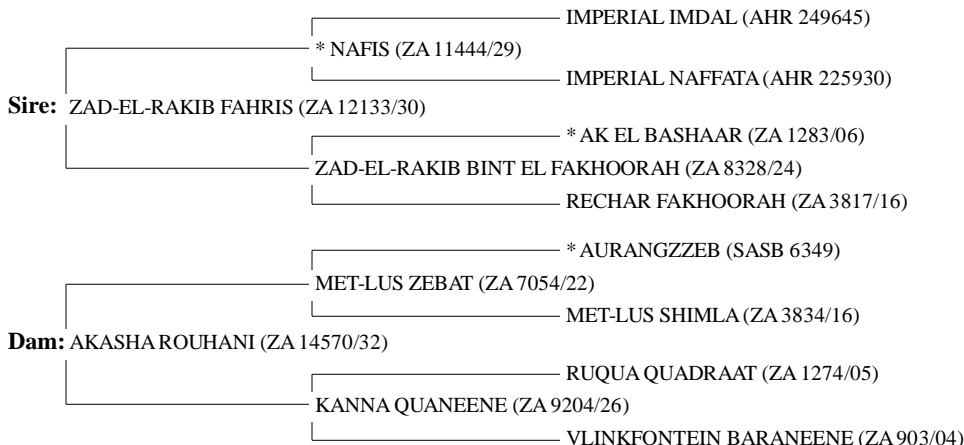 IMPERIAL IMDAL (AHR 249645)
* NAFIS (ZA 11444/29)
IMPERIAL NAFFATA (AHR 225930)
Sire: ZAD-EL-RAKIB FAHRIS (ZA 12133/30)
* AK EL BASHAAR (ZA 1283/06)
ZAD-EL-RAKIB BINT EL FAKHOORAH (ZA 8328/24)
RECHAR FAKHOORAH (ZA 3817/16)
* AURANGZZEB (SASB 6349)
MET-LUS ZEBAT (ZA 7054/22)
MET-LUS SHIMLA (ZA 3834/16)
Dam: AKASHA ROUHANI (ZA 14570/32)
RUQUA QUADRAAT (ZA 1274/05)
KANNA QUANEENE (ZA 9204/26)
VLINKFONTEIN BARANEENE (ZA 903/04)